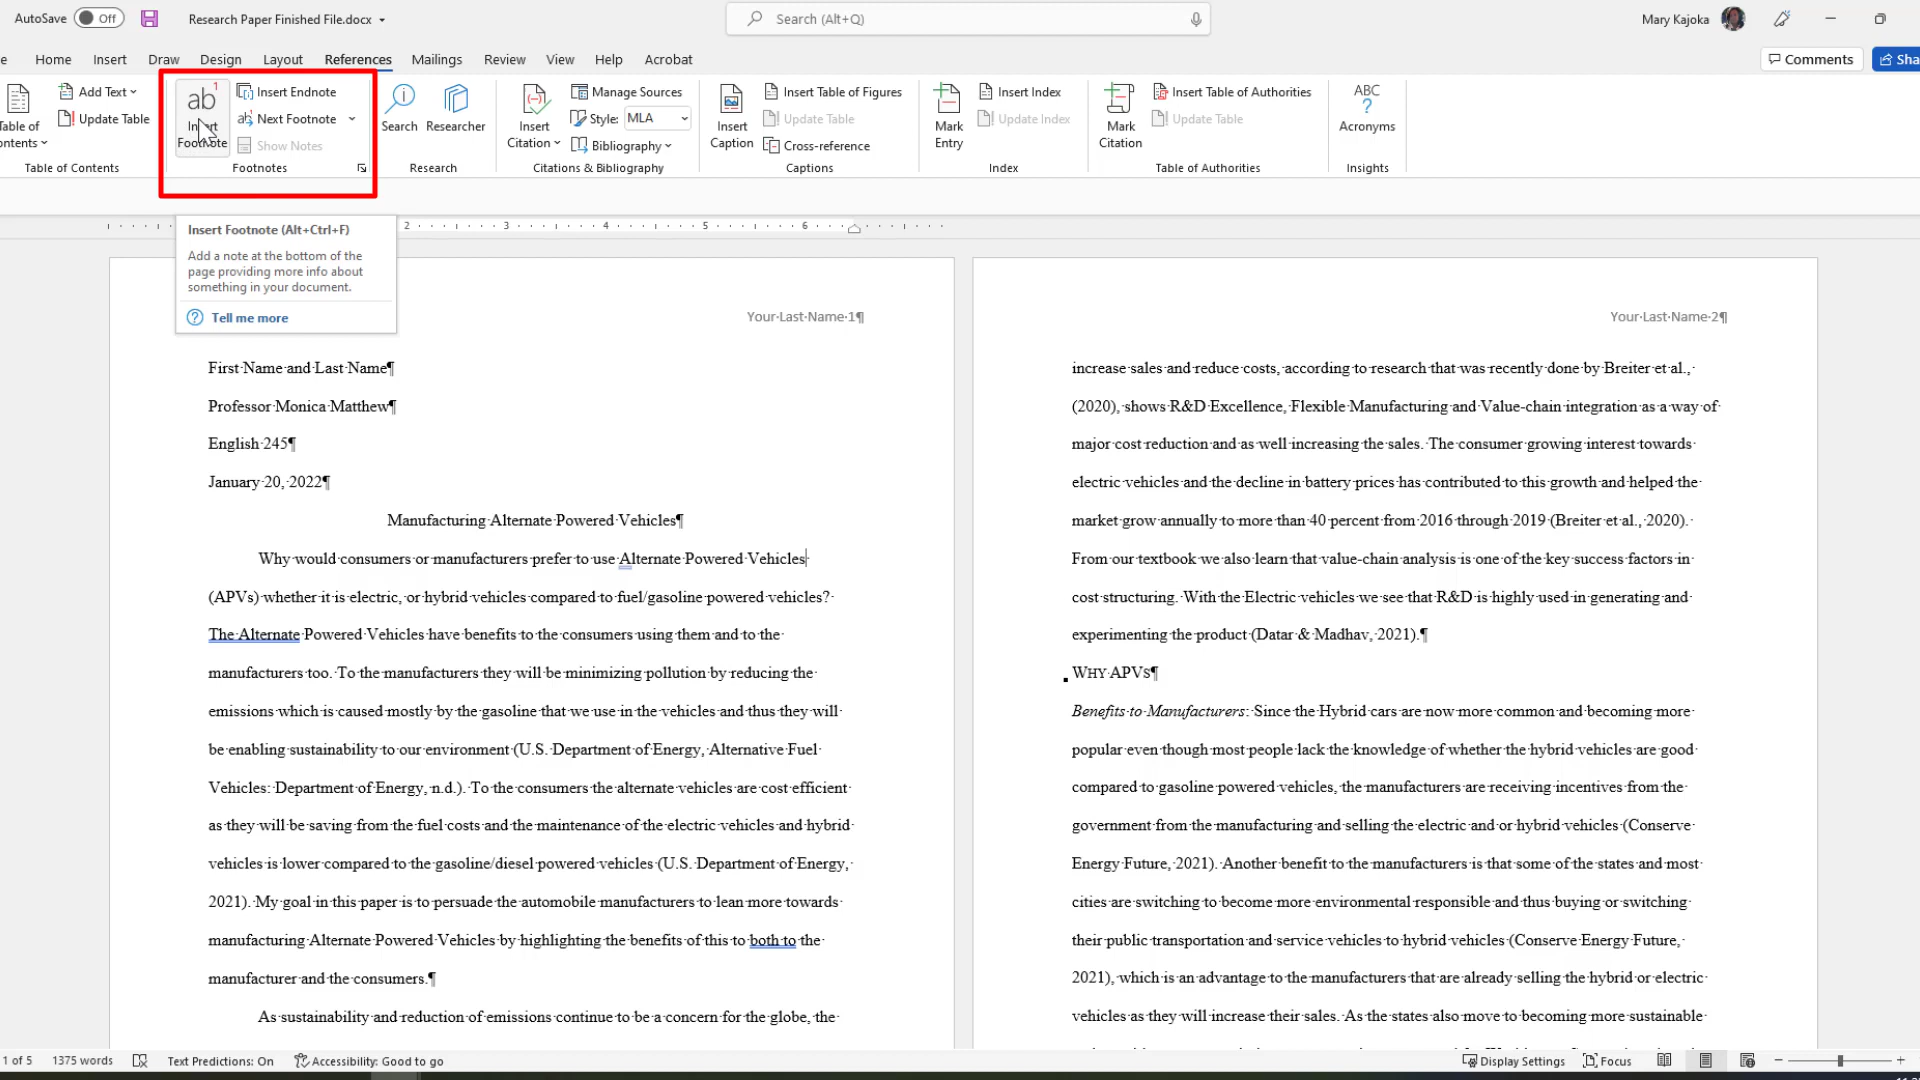 AutoSave Off Research Paper Finished File.docx Search (Alt+Q) Mary Kajoka
Home Insert Draw Design Layout References Mailings Review View Help Acrobat Comments Sha
Table of Contents
Add Text
Update Table
Table of Contents
ab1
Insert Footnote
Insert Endnote
Next Footnote
Show Notes
Footnotes
Search
Researcher
Research
Insert Citation
Manage Sources
Style: MLA
Bibliography
Citations & Bibliography
Insert Caption
Insert Table of Figures
Update Table
Cross-reference
Captions
Mark Entry
Insert Index
Update Index
Index
Mark Citation
Insert Table of Authorities
Update Table
Table of Authorities
ABC
?
Acronyms
Insights
2 3 4 5 6
Insert Footnote (Alt+Ctrl+F)
Add a note at the bottom of the
page providing more info about
something in your document.
Tell me more
Your·Last·Name·1¶
First·Name·and·Last·Name¶
Professor·Monica·Matthew¶
English·245¶
January·20,·2022¶
Manufacturing·Alternate·Powered·Vehicles¶
Why·would·consumers·or·manufacturers·prefer·to·use·Alternate·Powered·Vehicles·
(APVs)·whether·it·is·electric,·or·hybrid·vehicles·compared·to·fuel/gasoline·powered·vehicles?·
The·Alternate·Powered·Vehicles·have·benefits·to·the·consumers·using·them·and·to·the·
manufacturers·too.··To·the·manufacturers·they·will·be·minimizing·pollution·by·reducing·the·
emissions·which·is·caused·mostly·by·the·gasoline·that·we·use·in·the·vehicles·and·thus·they·will·
be·enabling·sustainability·to·our·environment·(U.S.·Department·of·Energy,·Alternative·Fuel·
Vehicles:·Department·of·Energy,·n.d.).·To·the·consumers·the·alternate·vehicles·are·cost·efficient·
as·they·will·be·saving·from·the·fuel·costs·and·the·maintenance·of·the·electric·vehicles·and·hybrid·
vehicles·is·lower·compared·to·the·gasoline/diesel·powered·vehicles·(U.S.·Department·of·Energy,·
2021).·My·goal·in·this·paper·is·to·persuade·the·automobile·manufacturers·to·lean·more·towards·
manufacturing·Alternate·Powered·Vehicles·by·highlighting·the·benefits·of·this·to·both·to·the·
manufacturer·and·the·consumers.¶
As·sustainability·and·reduction·of·emissions·continue·to·be·a·concern·for·the·globe,·the·
Your·Last·Name·2¶
increase·sales·and·reduce·costs,·according·to·research·that·was·recently·done·by·Breiter·et·al.,·
(2020),·shows·R&D·Excellence,·Flexible·Manufacturing·and·Value-chain·integration·as·a·way·of·
major·cost·reduction·and·as·well·increasing·the·sales.··The·consumer·growing·interest·towards·
electric·vehicles·and·the·decline·in·battery·prices·has·contributed·to·this·growth·and·helped·the·
market·grow·annually·to·more·than·40·percent·from·2016·through·2019·(Breiter·et·al.,·2020).··
From·our·textbook·we·also·learn·that·value-chain·analysis·is·one·of·the·key·success·factors·in·
cost·structuring.··With·the·Electric·vehicles·we·see·that·R&D·is·highly·used·in·generating·and·
experimenting·the·product·(Datar·&·Madhav,·2021).¶
WHY·APVS¶
Benefits·to·Manufacturers:·Since·the·Hybrid·cars·are·now·more·common·and·becoming·more·
popular·even·though·most·people·lack·the·knowledge·of·whether·the·hybrid·vehicles·are·good·
compared·to·gasoline·powered·vehicles,·the·manufacturers·are·receiving·incentives·from·the·
government·from·the·manufacturing·and·selling·the·electric·and·or·hybrid·vehicles·(Conserve·
Energy·Future,·2021).··Another·benefit·to·the·manufacturers·is·that·some·of·the·states·and·most·
cities·are·switching·to·become·more·environmental·responsible·and·thus·buying·or·switching·
their·public·transportation·and·service·vehicles·to·hybrid·vehicles·(Conserve·Energy·Future,·
2021),·which·is·an·advantage·to·the·manufacturers·that·are·already·selling·the·hybrid·or·electric·
vehicles·as·they·will·increase·their·sales.··As·the·states·also·move·to·becoming·more·sustainable·
1 of 5 1375 words Text Predictions: On Accessibility: Good to go Display Settings Focus